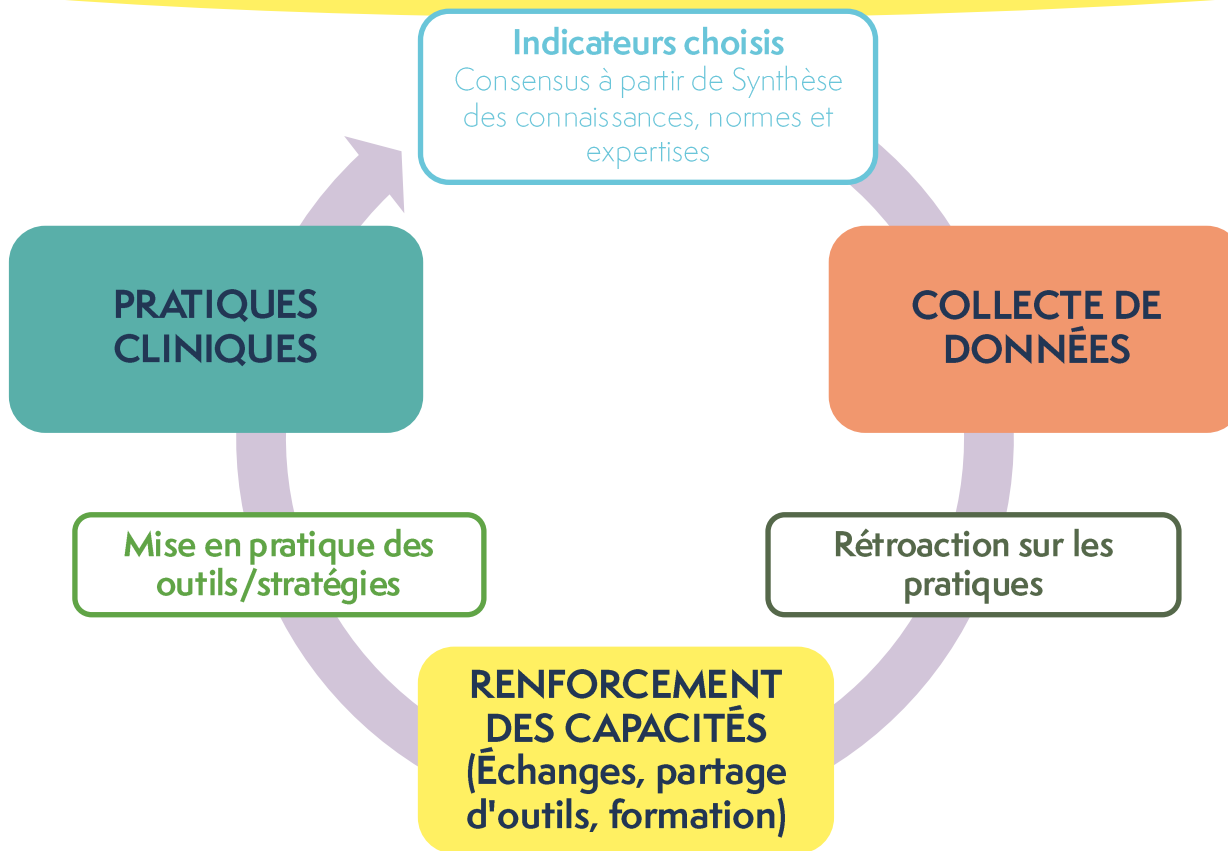 Indicateurs choisis
Consensus à partir de Synthèse
des connaissances, normes et
expertises
PRATIQUES
CLINIQUES
COLLECTE DE
DONNÉES
Mise en pratique des
outils/stratégies
Rétroaction sur les
pratiques
RENFORCEMENT
DES CAPACITÉS
(Échanges, partage
d'outils, formation)